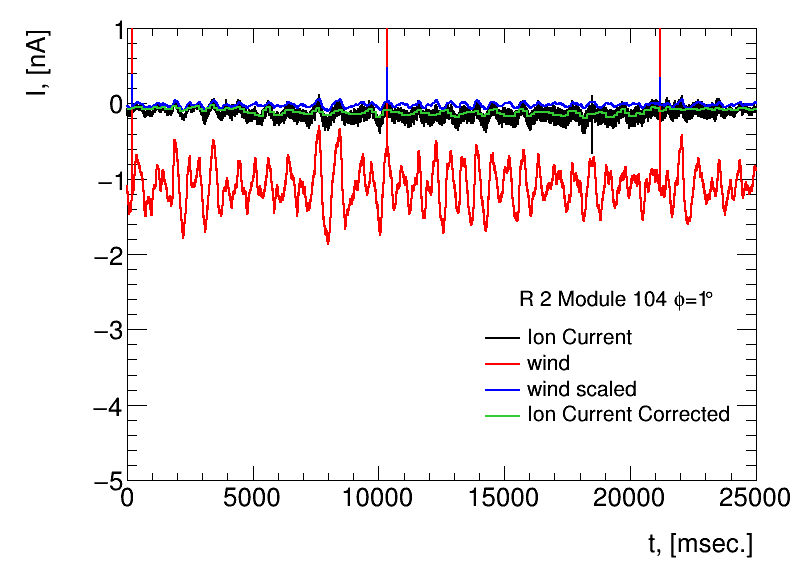 I, [nA]
1
0
−1
−2
−3
−4
−5
R 2 Module 104 ϕ=1°
Ion Current
wind
wind scaled
Ion Current Corrected
0 5000 10000 15000 20000 25000
t, [msec.]